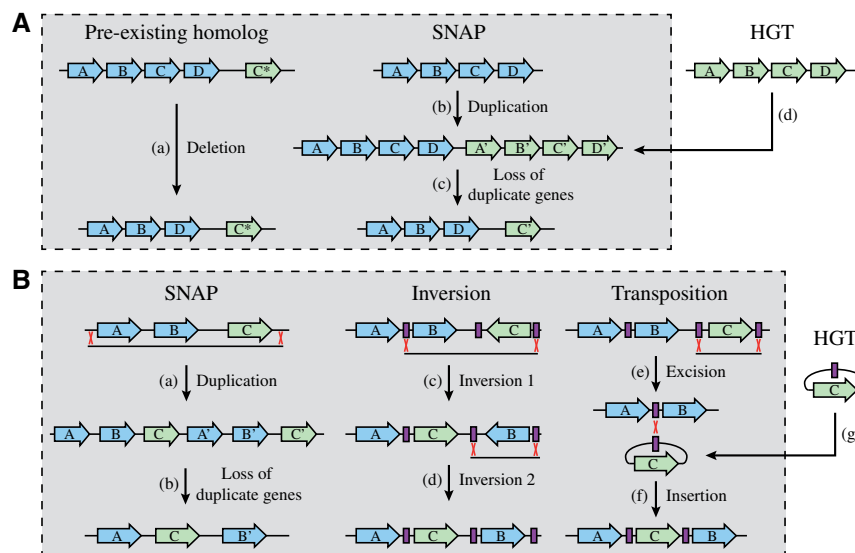 A
Pre-existing homolog
SNAP
HGT
A B C D C*
A B C D
A B C D
(a)
Deletion
(b)
Duplication
(d)
A B C D A' B' C' D'
(c)
Loss of
duplicate genes
A B D C*
A B D C'
B
SNAP
Inversion
Transposition
HGT
A B C
A B C
A B C
(a)
Duplication
(c)
Inversion 1
(e)
Excision
C
A B C A' B' C'
A C B
A B
C
(g
(b)
Loss of
duplicate genes
(d)
Inversion 2
(f)
Insertion
A C B'
A C B
A C B